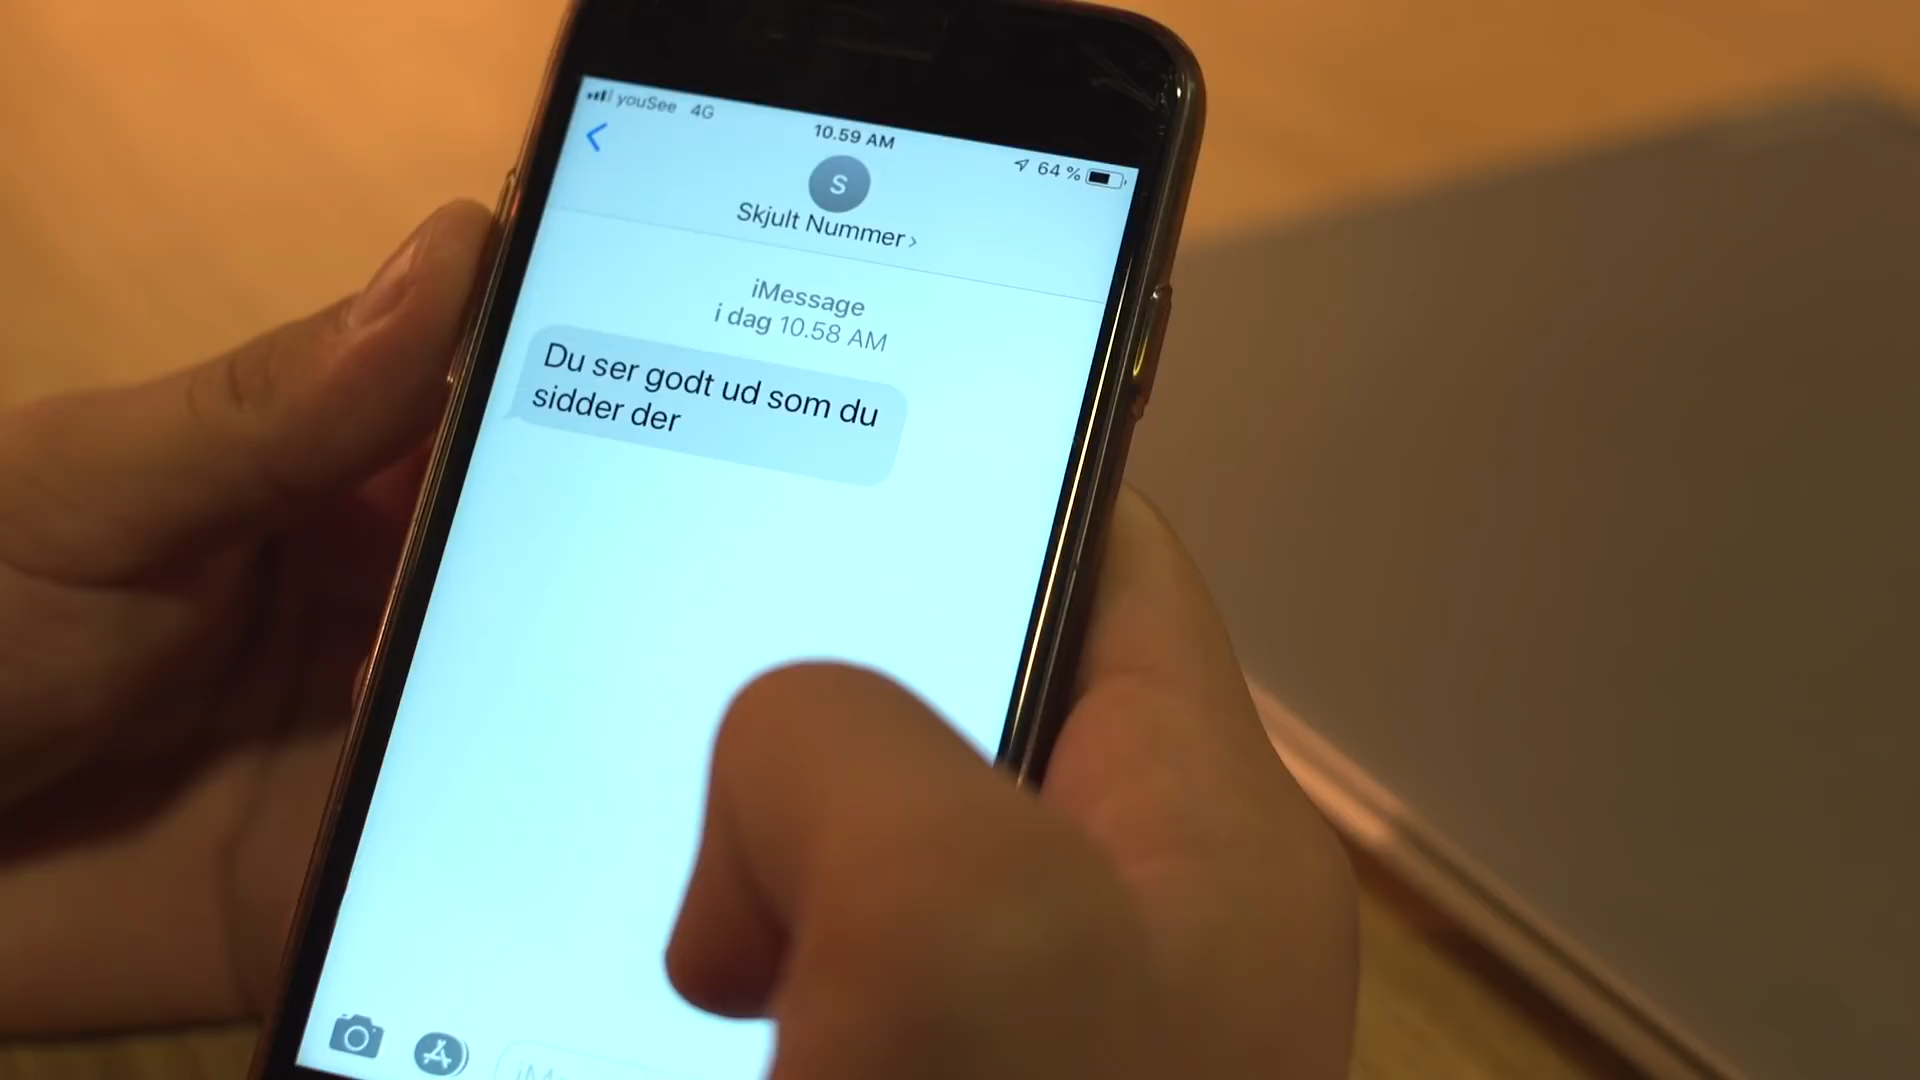 youSee 4G
10.59 AM
64 %
S
Skjult Nummer
iMessage
i dag 10.58 AM
Du ser godt ud som du
sidder der